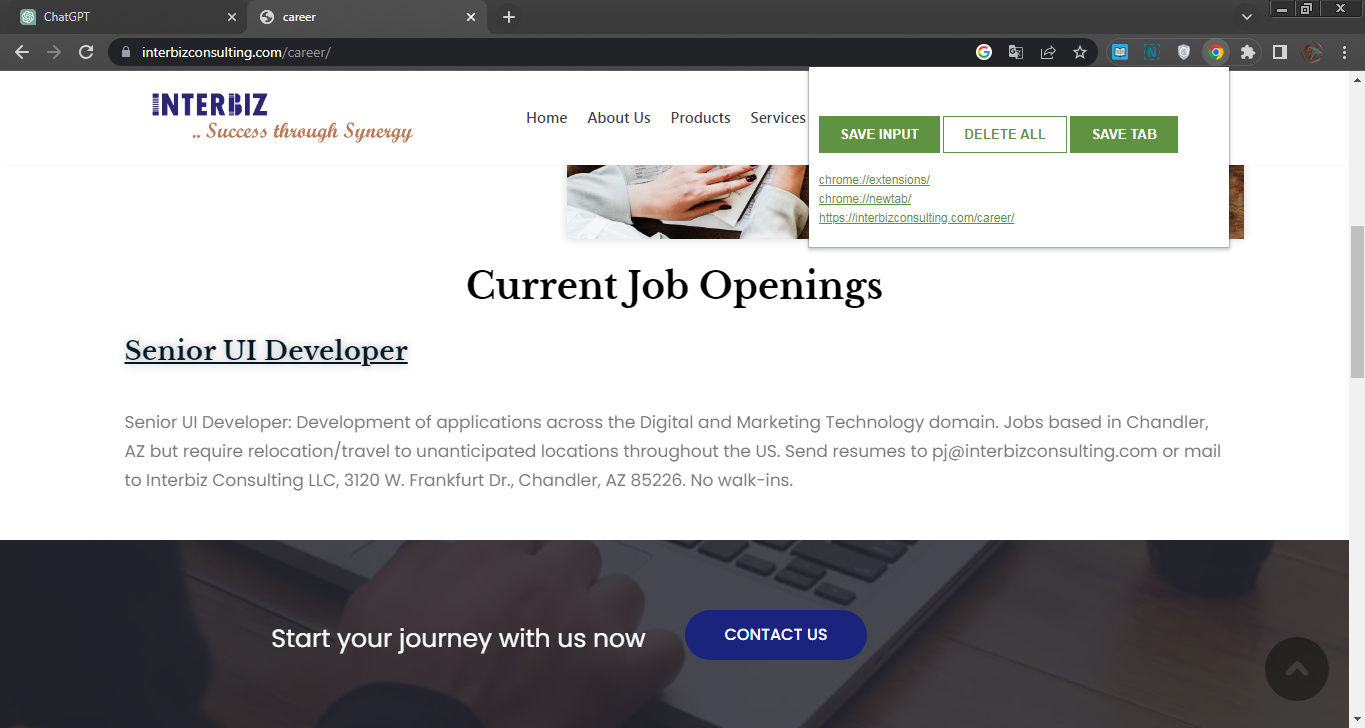 ChatGPT
career
interbizconsulting.com/career/
INTERBIZ
.. Success through Synergy
Home About Us Products Services
SAVE INPUT DELETE ALL SAVE TAB
chrome://extensions/
chrome://newtab/
https://interbizconsulting.com/career/
Current Job Openings
Senior UI Developer
Senior UI Developer: Development of applications across the Digital and Marketing Technology domain. Jobs based in Chandler,
AZ but require relocation/travel to unanticipated locations throughout the US. Send resumes to pj@interbizconsulting.com or mail
to Interbiz Consulting LLC, 3120 W. Frankfurt Dr., Chandler, AZ 85226. No walk-ins.
Start your journey with us now
CONTACT US